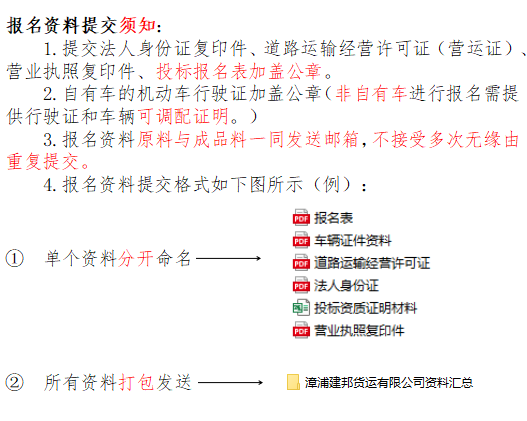 报名资料提交须知：
1.提交法人身份证复印件、道路运输经营许可证（营运证）、
营业执照复印件、投标报名表加盖公章。
2.自有车的机动车行驶证加盖公章（非自有车进行报名需提
供行驶证和车辆可调配证明。）
3.报名资料原料与成品料一同发送邮箱，不接受多次无缘由
重复提交。
4.报名资料提交格式如下图所示（例）：
① 单个资料分开命名
报名表
车辆证件资料
道路运输经营许可证
法人身份证
投标资质证明材料
营业执照复印件
② 所有资料打包发送
漳浦建邦货运有限公司资料汇总